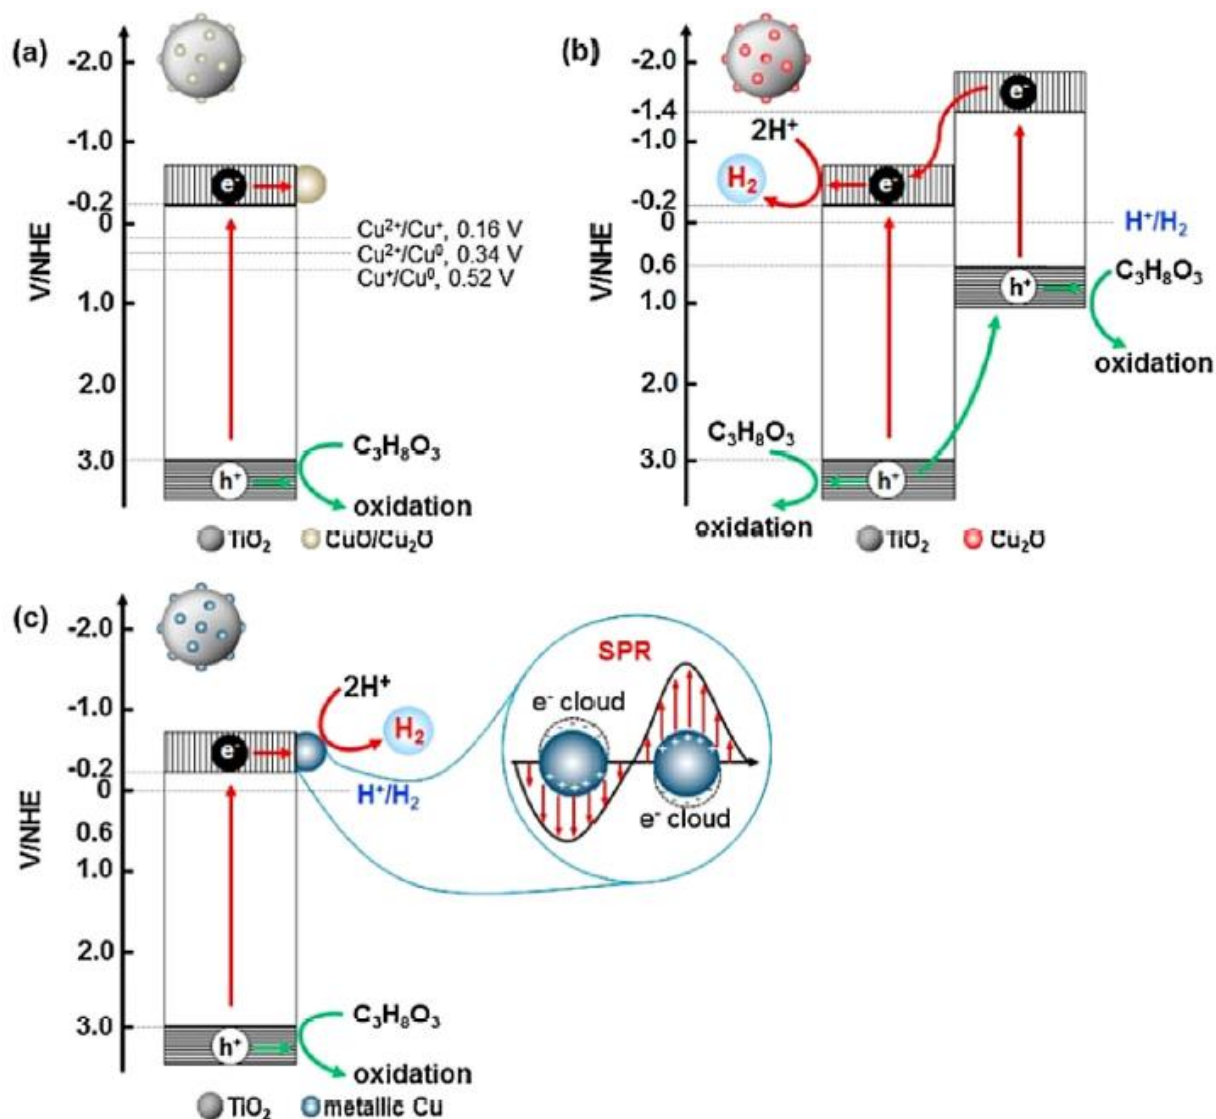 (a)
-2.0
-1.0
-0.2
0
1.0
2.0
3.0
V/NHE
e⁻
Cu²⁺/Cu⁺, 0.16 V
Cu²⁺/Cu⁰, 0.34 V
Cu⁺/Cu⁰, 0.52 V
C₃H₈O₃
h⁺
oxidation
TiO₂ CuO/Cu₂O
(b)
-2.0
-1.4
-1.0
-0.2
0
0.6
1.0
2.0
3.0
V/NHE
e⁻
2H⁺
H₂
e⁻
H⁺/H₂
C₃H₈O₃
h⁺
oxidation
C₃H₈O₃
h⁺
oxidation
TiO₂ Cu₂O
(c)
-2.0
-1.0
-0.2
0
0.6
1.0
2.0
3.0
V/NHE
SPR
2H⁺
e⁻ cloud
H₂
e⁻
H⁺/H₂
e⁻ cloud
C₃H₈O₃
h⁺
oxidation
TiO₂ metallic Cu